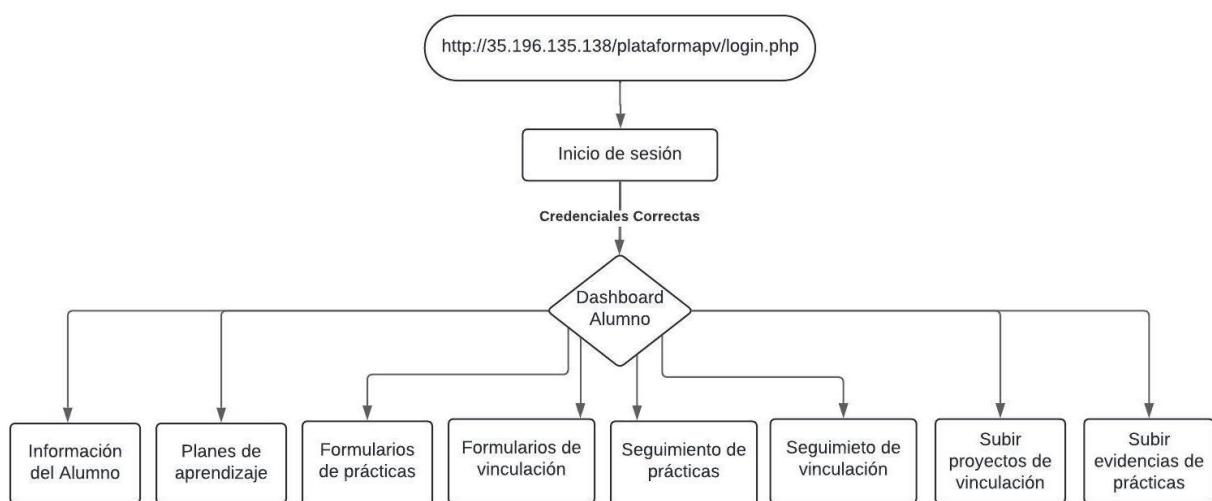 http://35.196.135.138/plataformapv/login.php
Inicio de sesión
Credenciales Correctas
Dashboard
Alumno
Información
del Alumno
Planes de
aprendizaje
Formularios
de prácticas
Formularios de
vinculación
Seguimiento de
prácticas
Seguimieto de
vinculación
Subir
proyectos de
vinculación
Subir
evidencias de
prácticas